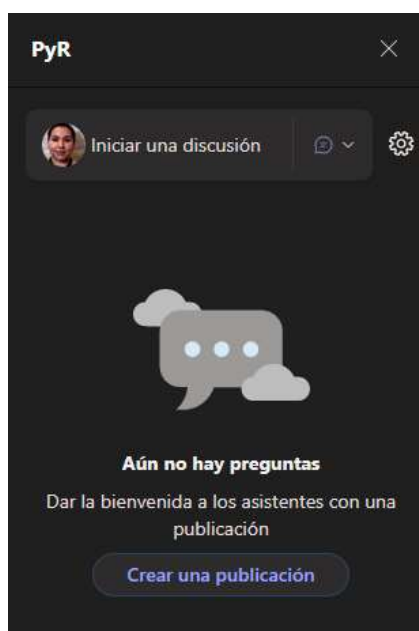 PyR
Iniciar una discusión
Aún no hay preguntas
Dar la bienvenida a los asistentes con una
publicación
Crear una publicación